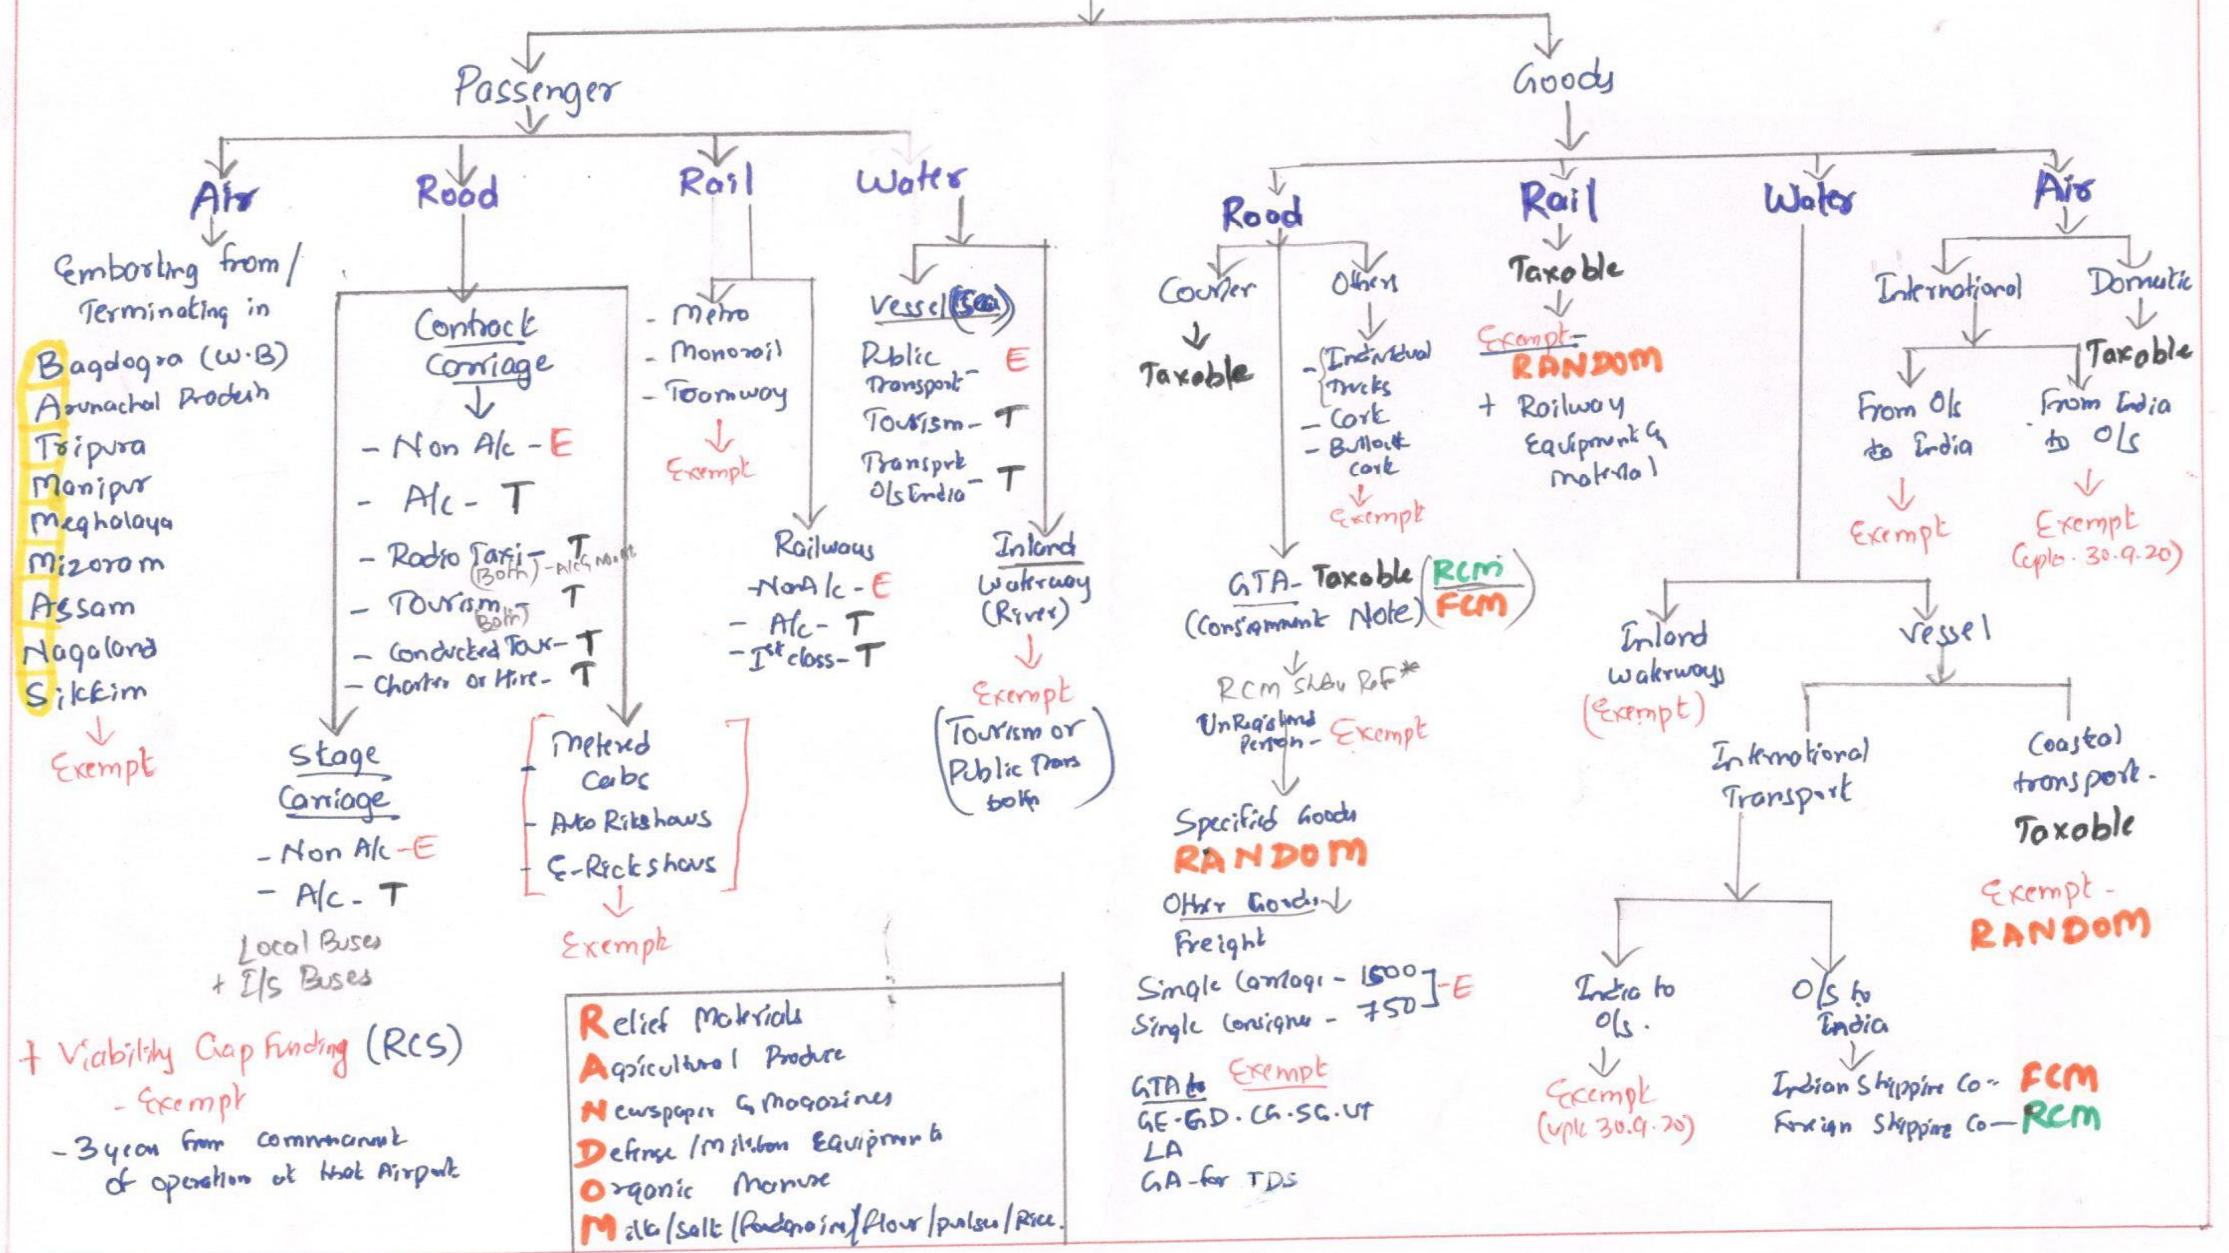 Passenger
Goods
Air
Road
Rail
Water
Road
Rail
Water
Air
Embarking from/
Terminating in
Bagdogra (W.B)
Arunachal Pradesh
Tripura
Manipur
Meghalaya
Mizoram
Assam
Nagaland
Sikkim
Exempt
Contract
Carriage
- Non A/c - E
- A/c - T
- Radio Taxi - T
(Both) - A/c &
- Tourism - T
(Both)
- Conducted Tour - T
- Charter or Hire - T
Stage
Carriage
- Non A/c - E
- A/c - T
Local Buses
+ I/s Buses
Metered
- Cabs
- Auto Rikshaws
- E-Rickshaws
Exempt
- Metro
- Monorail
- Tramway
Exempt
Railways
- Non A/c - E
- A/c - T
- Ist class - T
Vessel (Sea)
Public
Transport - E
Tourism - T
Transprt
O/s India - T
Inland
Waterway
(River)
Exempt
(Tourism or
Public Trans
both)
+ Viability Gap Funding (RCS)
- Exempt
- 3 year from commencement
of operation at that Airport
Relief Materials
Agricultural Produce
Newspaper & Magazines
Defense / Military Equipments
Organic Manure
Milk/Salt/foodgrains/flour/pulses/Rice.
Courier
Taxable
Others
- Individual
Trucks
- Cart
- Bullock
cart
Exempt
GTA - Taxable (RCM
FCM)
(Consignment Note)
RCM Ref*
UnRegistered
Person - Exempt
Specified Goods
RANDOM
Other Goods
Freight
Single Carriage - 1500
Single Consignee - 750 ] - E
GTA to Exempt
GE.GD.CG.SG.UT
LA
GA - for TDS
Taxable
Exempt -
RANDOM
+ Railway
Equipment &
Material
International
Domestic
Taxable
From O/s
to India
Exempt
From India
to O/s
Exempt
(upto. 30.9.20)
Inland
waterways
(Exempt)
Vessel
International
Transport
Coastal
transport.
Taxable
Exempt -
RANDOM
India to
O/s.
Exempt
(upto 30.9.20)
O/s to
India
Indian Shipping Co - FCM
Foreign Shipping Co - RCM